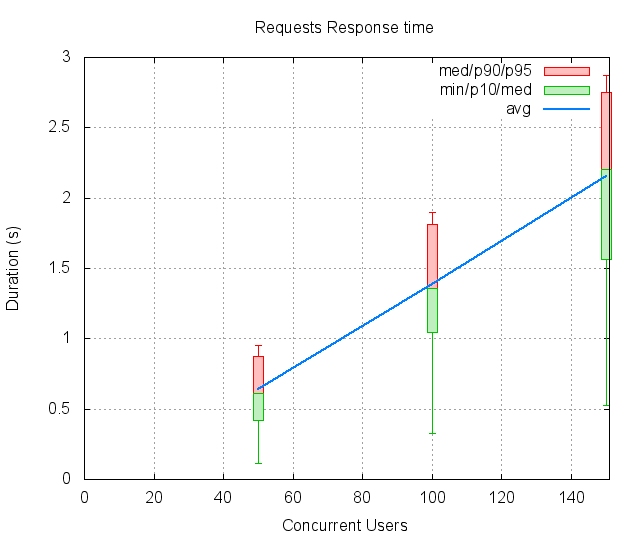 Requests Response time
3
med/p90/p95
min/p10/med
avg
2.5
2
1.5
1
0.5
0
Duration (s)
0 20 40 60 80 100 120 140
Concurrent Users